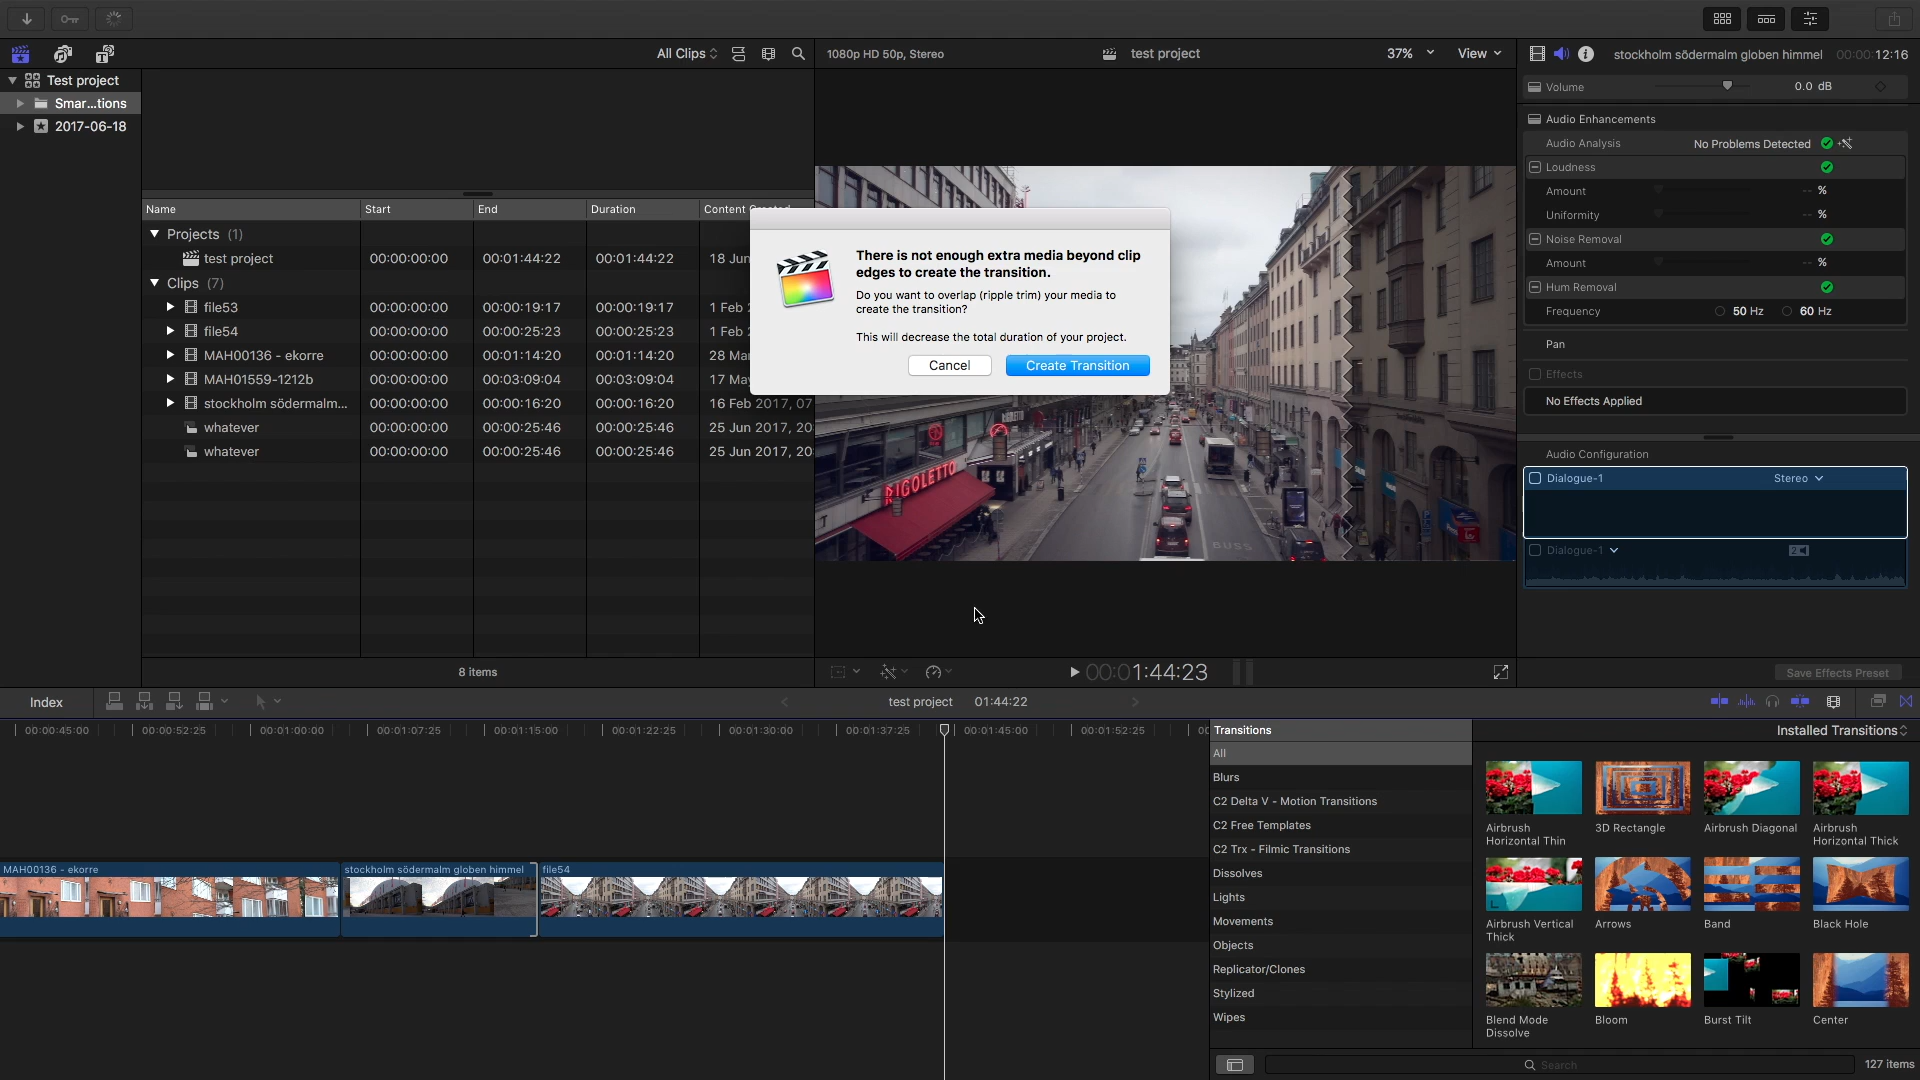 All Clips
1080p HD 50p, Stereo
test project
37%
View
stockholm södermalm globen himmel
00:00:12:16
Test project
Smar...tions
2017-06-18
Volume
0.0 dB
Audio Enhancements
Audio Analysis
No Problems Detected
Loudness
Amount
-- %
Uniformity
-- %
Noise Removal
Amount
-- %
Hum Removal
Frequency
50 Hz
60 Hz
Pan
Effects
No Effects Applied
Audio Configuration
Dialogue-1
Stereo
Dialogue-1
2
Save Effects Preset
Name
Start
End
Duration
Content Created
Projects (1)
test project 00:00:00:00 00:01:44:22 00:01:44:22 18 Jun
Clips (7)
file53 00:00:00:00 00:00:19:17 00:00:19:17 1 Feb
file54 00:00:00:00 00:00:25:23 00:00:25:23 1 Feb
MAH00136 - ekorre 00:00:00:00 00:01:14:20 00:01:14:20 28 Mar
MAH01559-1212b 00:00:00:00 00:03:09:04 00:03:09:04 17 May
stockholm södermalm... 00:00:00:00 00:00:16:20 00:00:16:20 16 Feb 2017, 07
whatever 00:00:00:00 00:00:25:46 00:00:25:46 25 Jun 2017, 20
whatever 00:00:00:00 00:00:25:46 00:00:25:46 25 Jun 2017, 20
8 items
There is not enough extra media beyond clip
edges to create the transition.
Do you want to overlap (ripple trim) your media to
create the transition?
This will decrease the total duration of your project.
Cancel
Create Transition
RIGOLETTO
BUSS
00:01:44:23
Index
test project
01:44:22
00:00:45:00
00:00:52:25
00:01:00:00
00:01:07:25
00:01:15:00
00:01:22:25
00:01:30:00
00:01:37:25
00:01:45:00
00:01:52:25
MAH00136 - ekorre
stockholm södermalm globen himmel
file54
Transitions
All
Blurs
C2 Delta V - Motion Transitions
C2 Free Templates
C2 Trx - Filmic Transitions
Dissolves
Lights
Movements
Objects
Replicator/Clones
Stylized
Wipes
Installed Transitions
Airbrush
Horizontal Thin
3D Rectangle
Airbrush Diagonal
Airbrush
Horizontal Thick
Airbrush Vertical
Thick
Arrows
Band
Black Hole
Blend Mode
Dissolve
Bloom
Burst Tilt
Center
Search
127 items